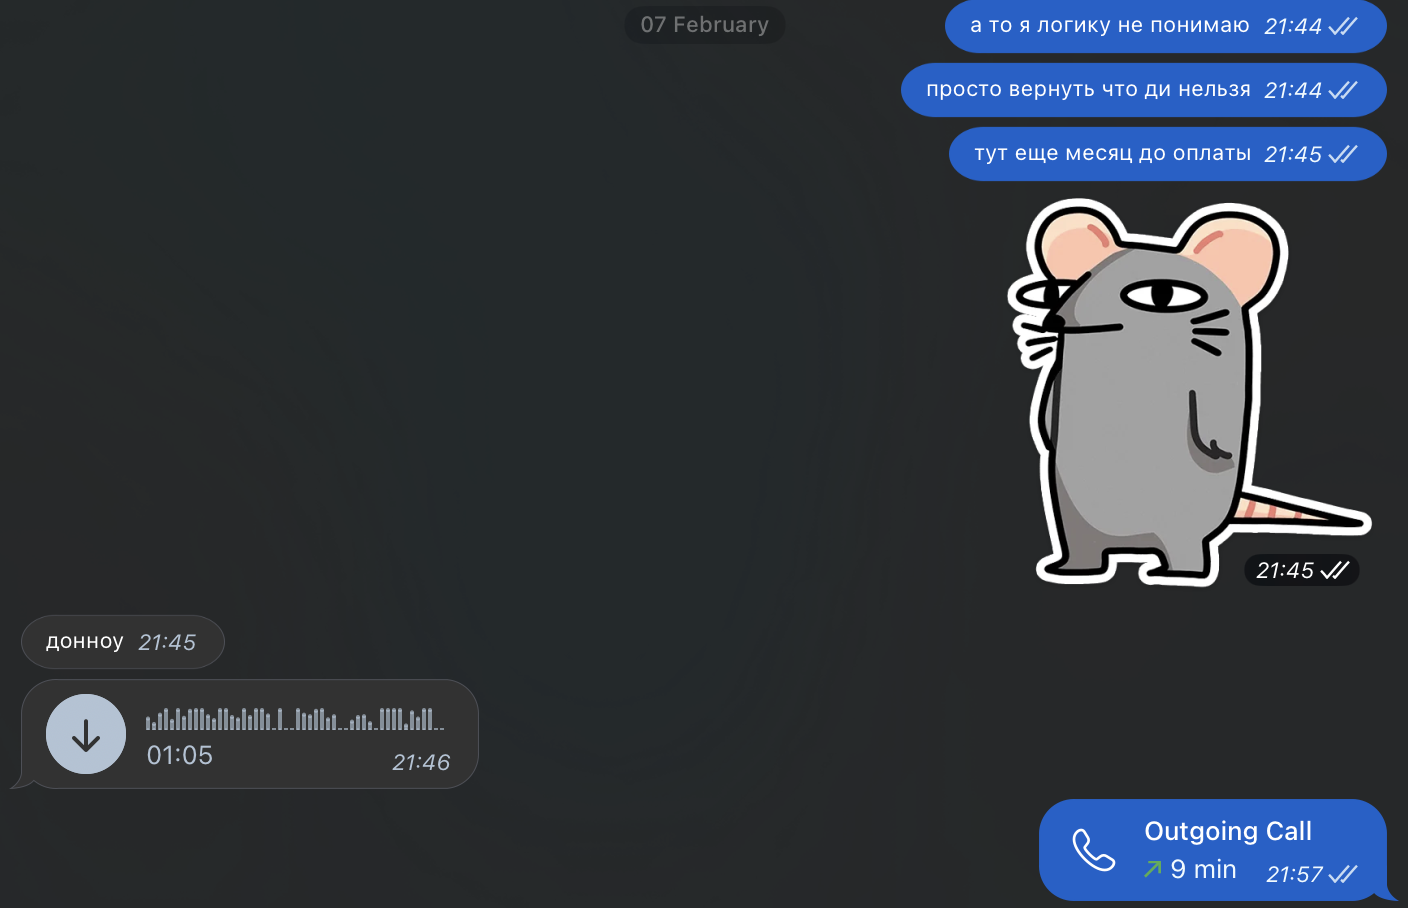 07 February
а то я логику не понимаю 21:44
просто вернуть что ди нельзя 21:44
тут еще месяц до оплаты 21:45
21:45
донноу 21:45
01:05 21:46
Outgoing Call
9 min 21:57